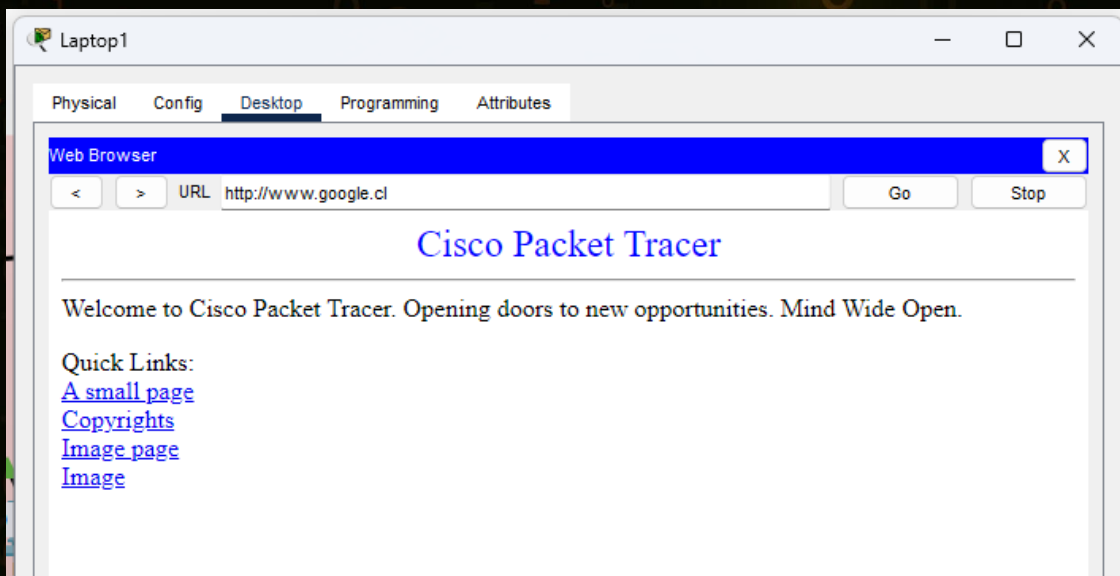 Laptop1
Physical Config Desktop Programming Attributes
Web Browser X
< > URL http://www.google.cl Go Stop
Cisco Packet Tracer
Welcome to Cisco Packet Tracer. Opening doors to new opportunities. Mind Wide Open.
Quick Links:
A small page
Copyrights
Image page
Image